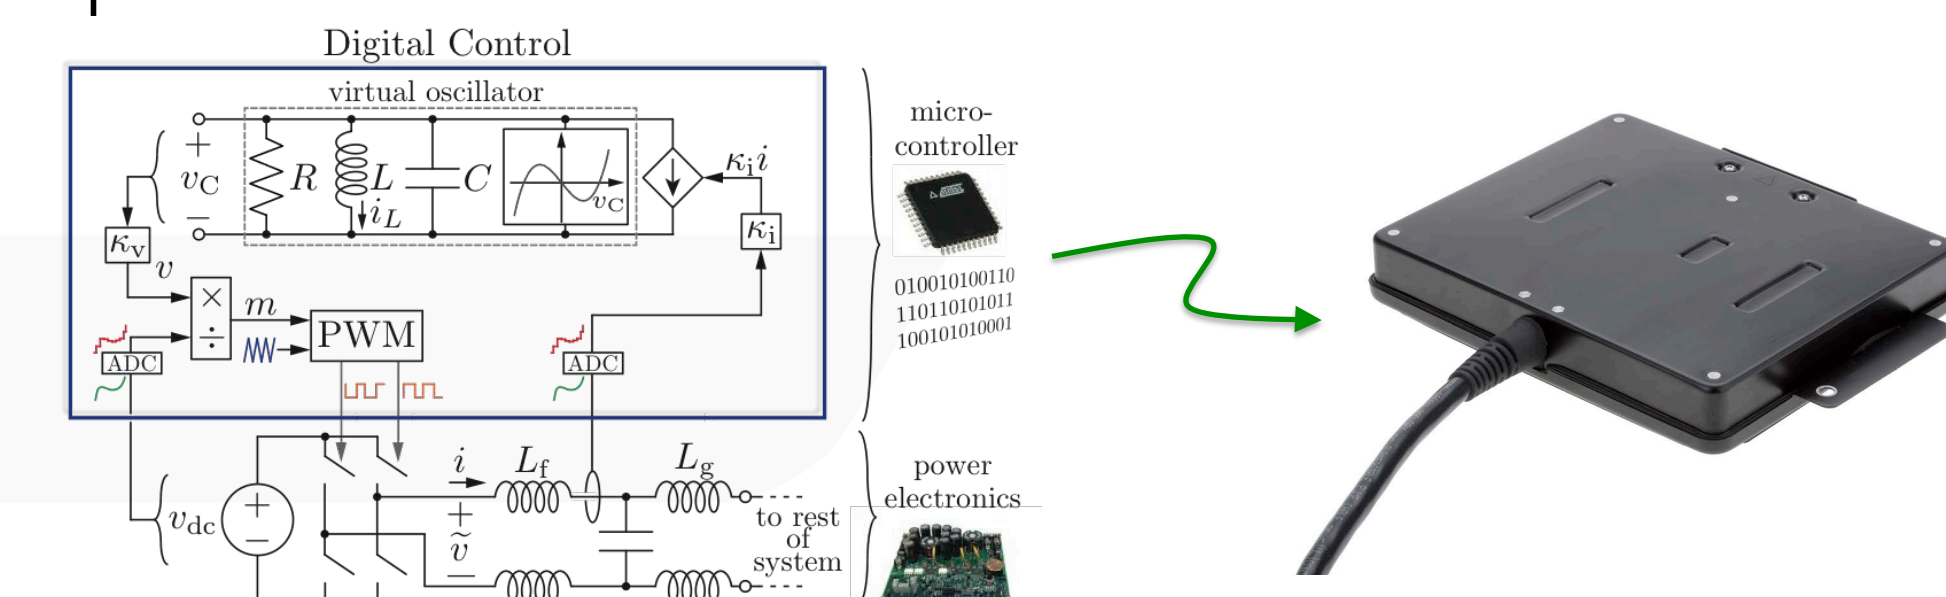 Digital Control
virtual oscillator
+
v_C
−
R
L
i_L
C
v_C
κ_i i
κ_i
κ_v
v
×
÷
m
PWM
ADC
ADC
micro-
controller
010010100110
110110101011
100101010001
v_dc
+
−
i
+
ṽ
−
L_f
L_g
to rest
of
system
power
electronics